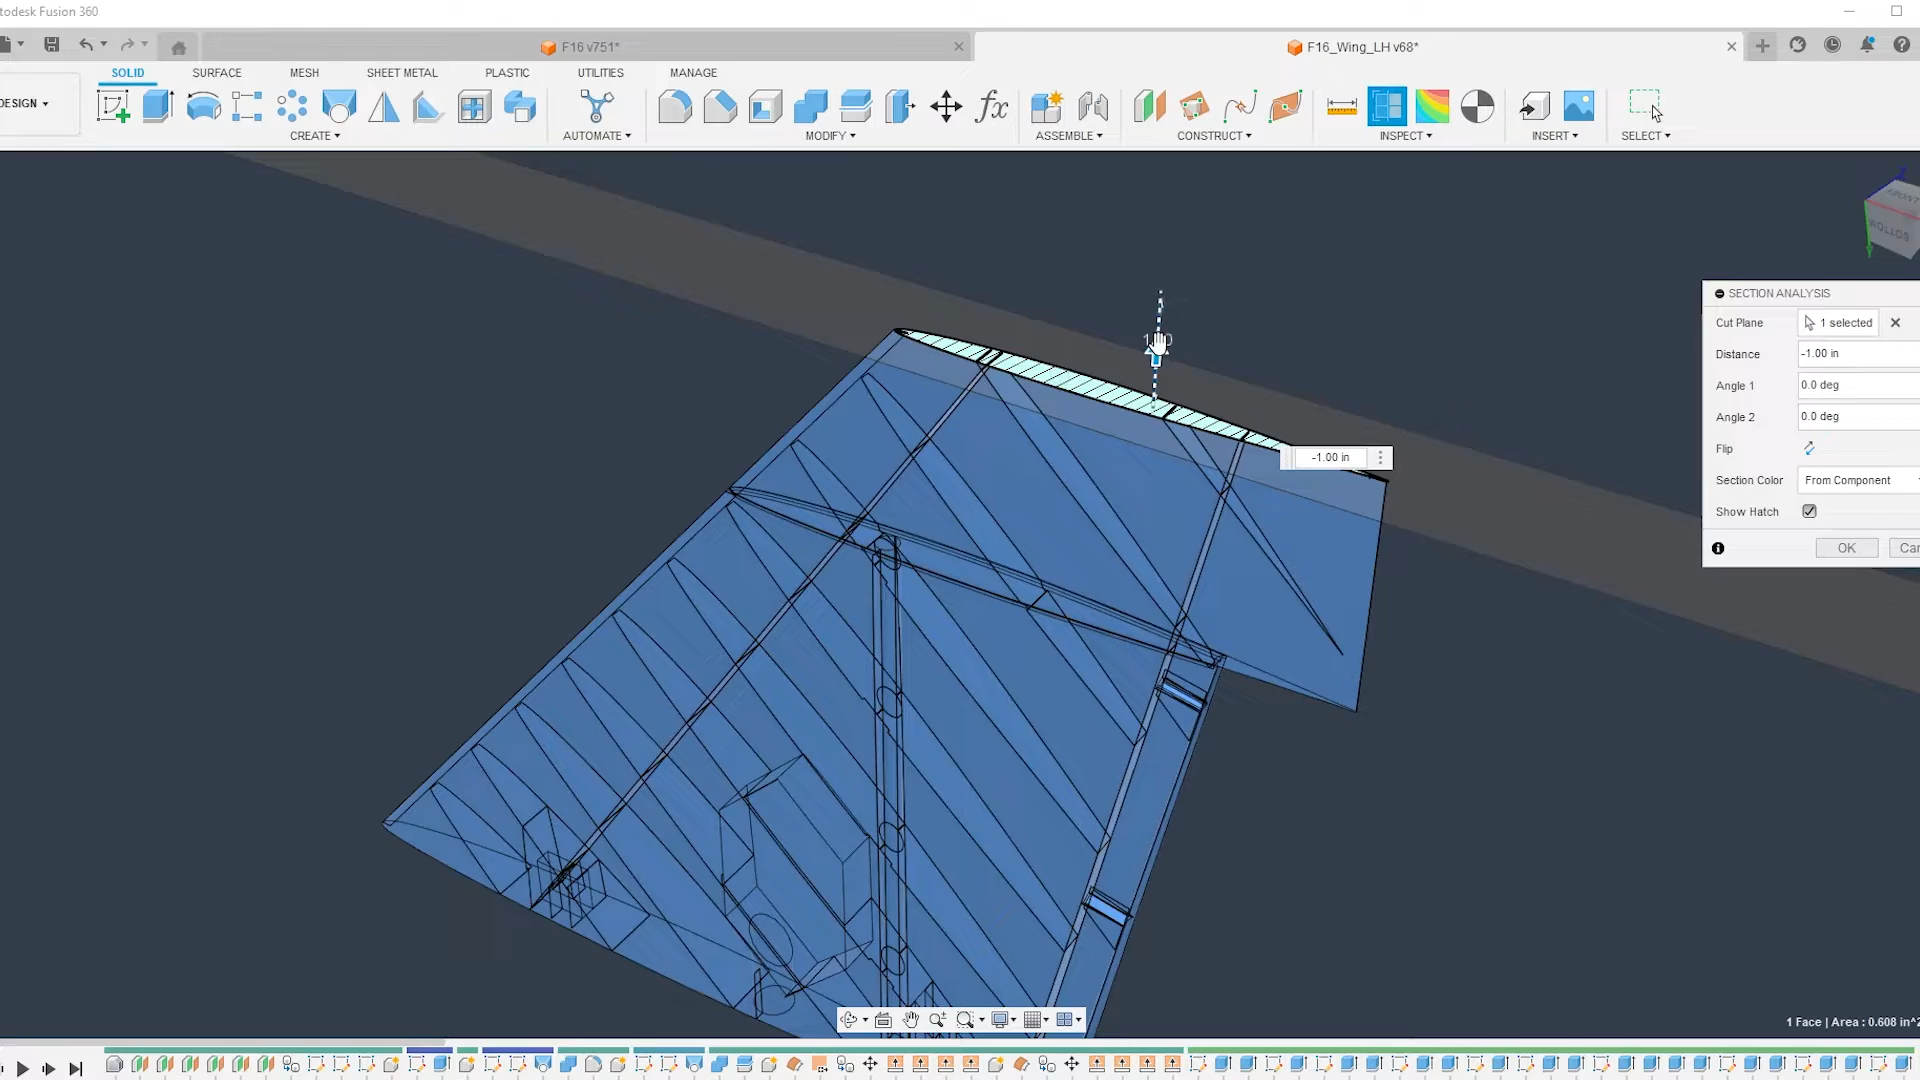 todesk Fusion 360
F16 v751*
F16_Wing_LH v68*
SOLID
SURFACE
MESH
SHEET METAL
PLASTIC
UTILITIES
MANAGE
DESIGN
CREATE
AUTOMATE
MODIFY
ASSEMBLE
CONSTRUCT
INSPECT
INSERT
SELECT
FRONT
BOTTOM
SECTION ANALYSIS
Cut Plane 1 selected
Distance -1.00 in
Angle 1 0.0 deg
Angle 2 0.0 deg
Flip
Section Color From Component
Show Hatch
OK Can
-1.00 in
1 Face | Area : 0.608 in^2